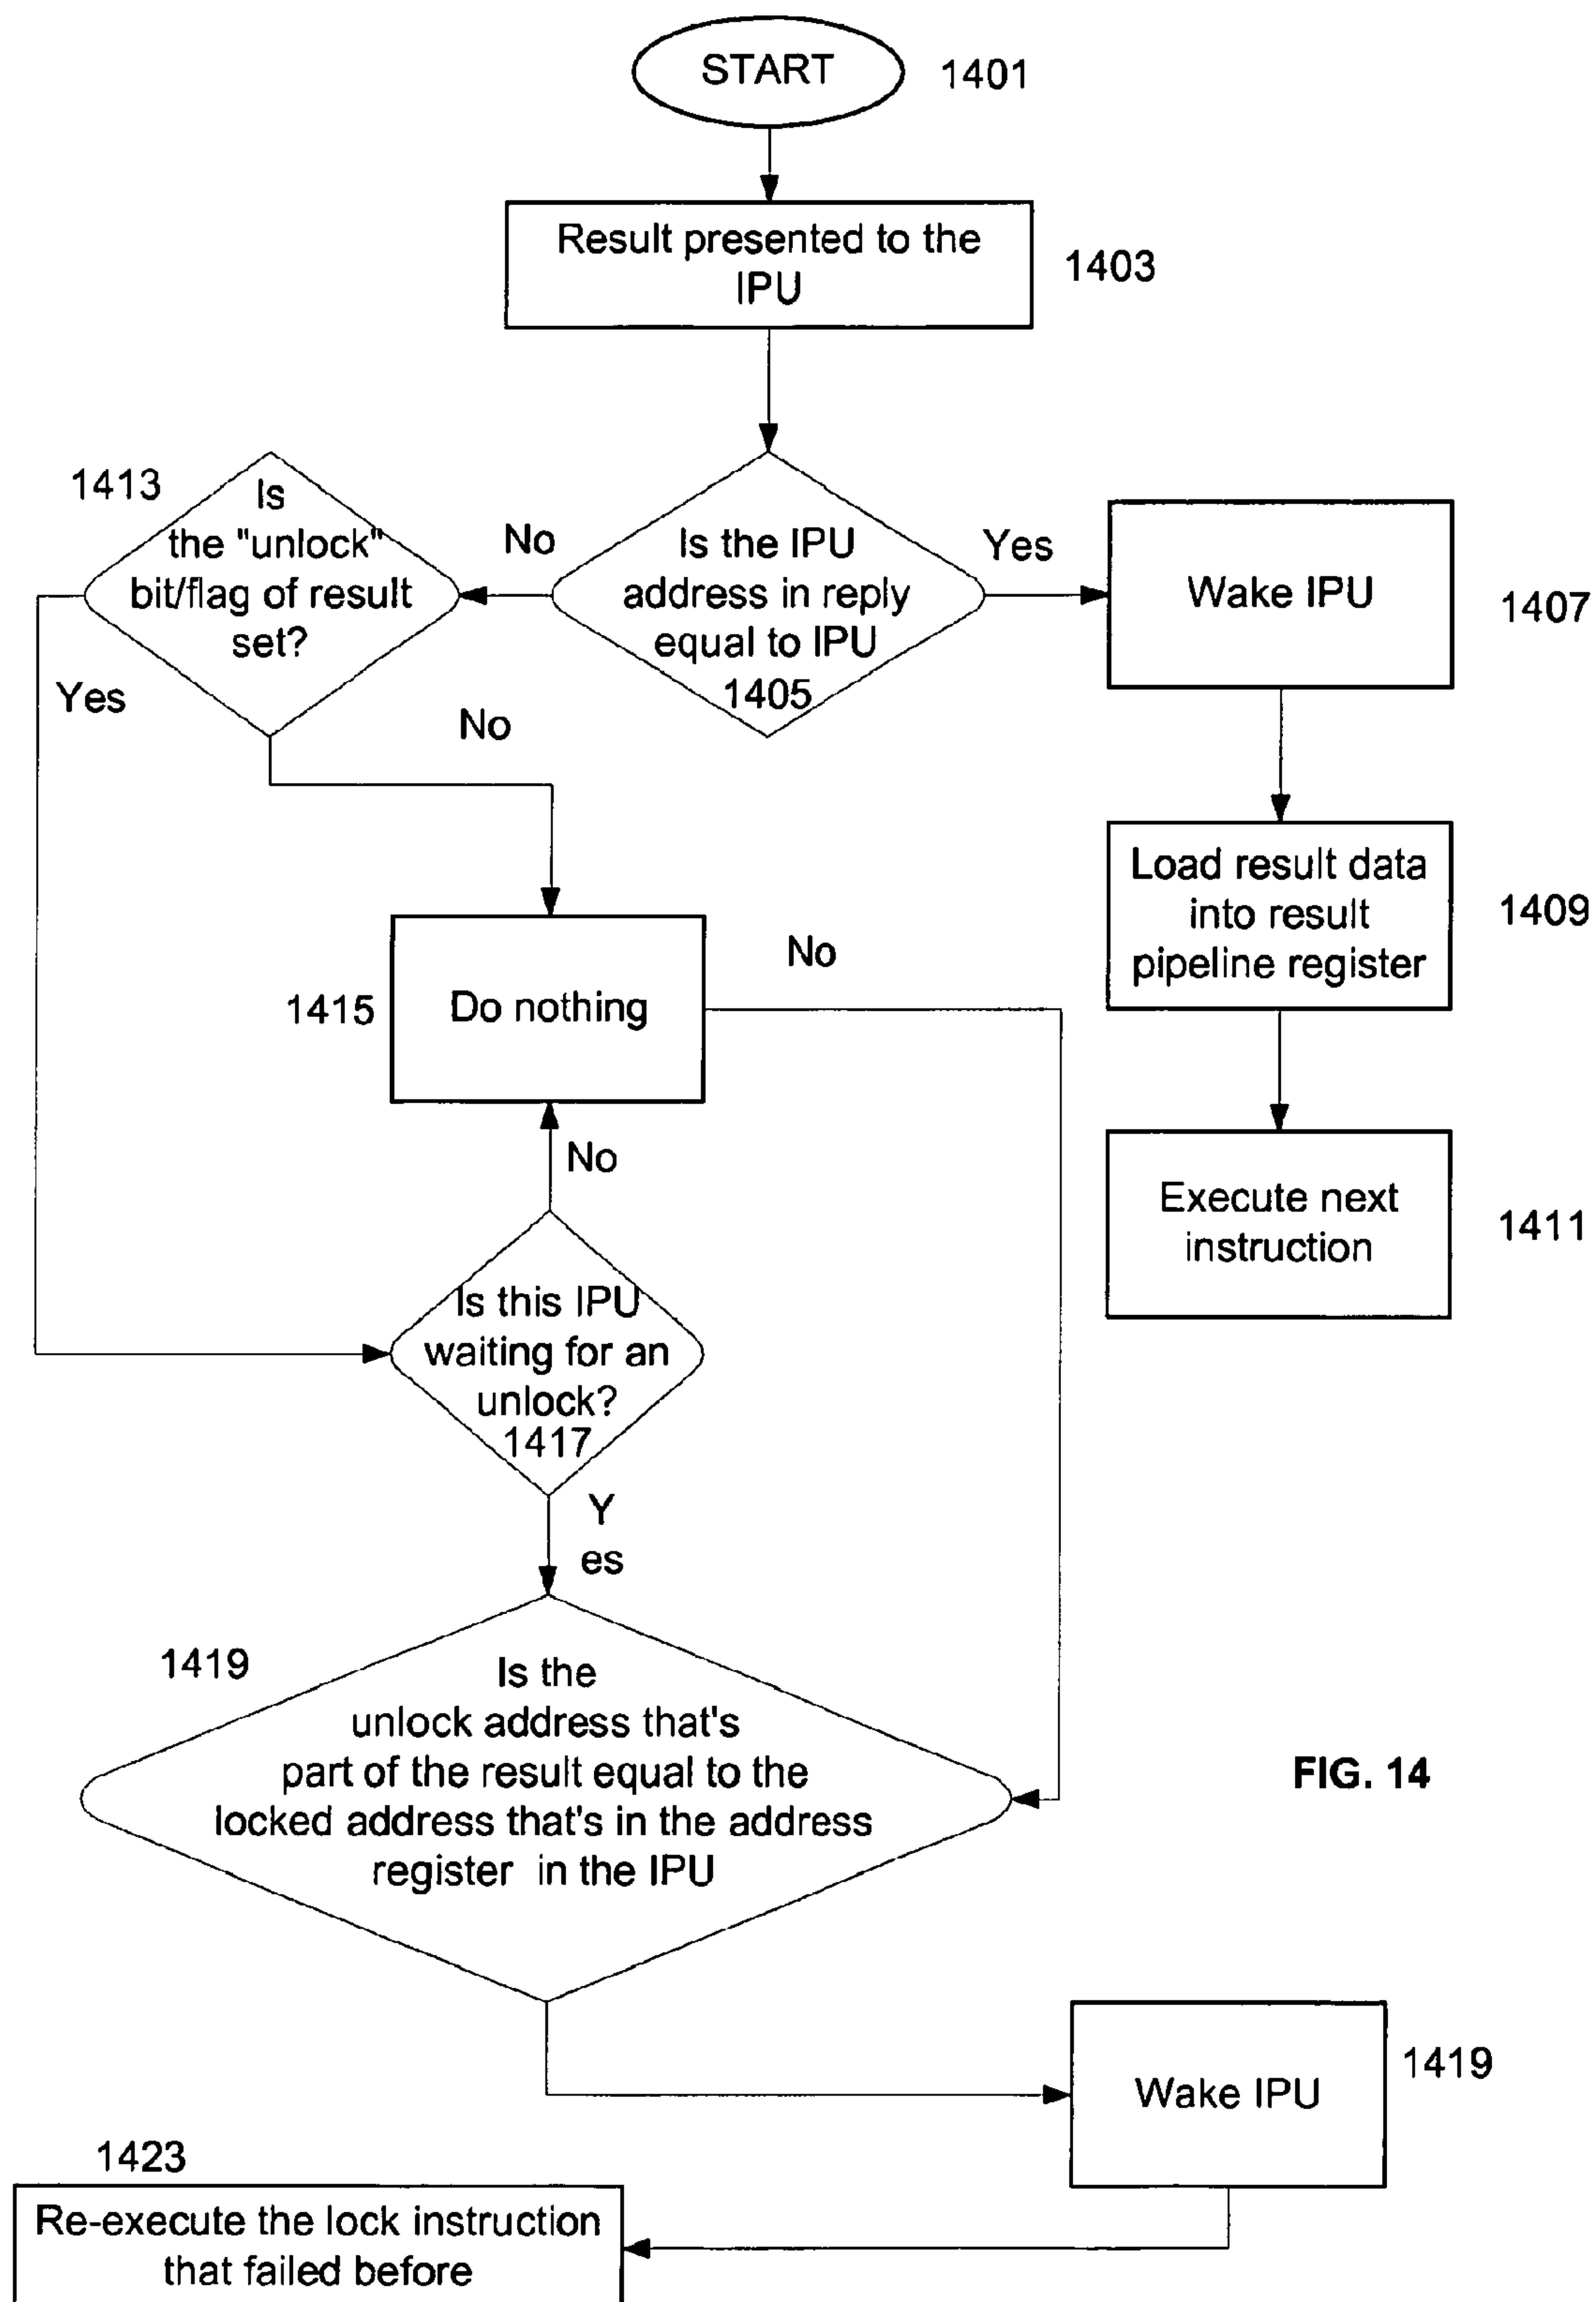 START
1401
Result presented to the
IPU
1403
1413
Is
the "unlock"
bit/flag of result
set?
No
Is the IPU
address in reply
equal to IPU
1405
Yes
Wake IPU
1407
Yes
No
Load result data
into result
pipeline register
1409
No
1415
Do nothing
No
Execute next
instruction
1411
Is this IPU
waiting for an
unlock?
1417
Y
es
1419
Is the
unlock address that's
part of the result equal to the
locked address that's in the address
register in the IPU
FIG. 14
Wake IPU
1419
1423
Re-execute the lock instruction
that failed before